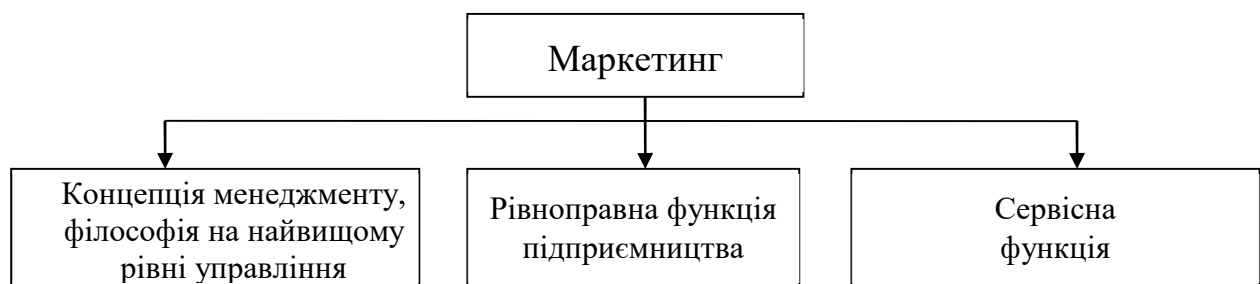 Маркетинг
Концепція менеджменту,
філософія на найвищому
рівні управління
Рівноправна функція
підприємництва
Сервісна
функція